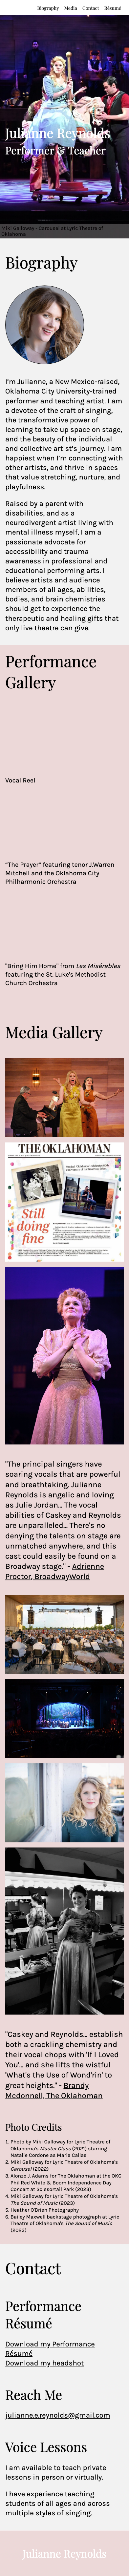 Biography Media Contact Résumé
Julianne Reynolds
Performer & Teacher
Miki Galloway - Carousel at Lyric Theatre of
Oklahoma
Biography
I'm Julianne, a New Mexico-raised,
Oklahoma City University-trained
performer and teaching artist. I am
a devotee of the craft of singing,
the transformative power of
learning to take up space on stage,
and the beauty of the individual
and collective artist's journey. I am
happiest when I am connecting with
other artists, and thrive in spaces
that value stretching, nurture, and
playfulness.
Raised by a parent with
disabilities, and as a
neurodivergent artist living with
mental illness myself, I am a
passionate advocate for
accessibility and trauma
awareness in professional and
educational performing arts. I
believe artists and audience
members of all ages, abilities,
bodies, and brain chemistries
should get to experience the
therapeutic and healing gifts that
only live theatre can give.
Performance
Gallery
Vocal Reel
"The Prayer" featuring tenor J.Warren
Mitchell and the Oklahoma City
Philharmonic Orchestra
"Bring Him Home" from Les Misérables
featuring the St. Luke's Methodist
Church Orchestra
Media Gallery
THE OKLAHOMAN
Still
doing
fine
"The principal singers have
soaring vocals that are powerful
and breathtaking. Julianne
Reynolds is angelic and loving
as Julie Jordan... The vocal
abilities of Caskey and Reynolds
are unparalleled... There's no
denying the talents on stage are
unmatched anywhere, and this
cast could easily be found on a
Broadway stage." - Adrienne
Proctor, BroadwayWorld
"Caskey and Reynolds... establish
both a crackling chemistry and
their vocal chops with 'If I Loved
You'... and she lifts the wistful
'What's the Use of Wond'rin' to
great heights." - Brandy
Mcdonnell, The Oklahoman
Photo Credits
1. Photo by Miki Galloway for Lyric Theatre of
Oklahoma's Master Class (2021) starring
Natalie Cordone as Maria Callas
2. Miki Galloway for Lyric Theatre of Oklahoma's
Carousel (2022)
3. Alonzo J. Adams for The Oklahoman at the OKC
Phil Red White & Boom Independence Day
Concert at Scissortail Park (2023)
4. Miki Galloway for Lyric Theatre of Oklahoma's
The Sound of Music (2023)
5. Heather O'Brien Photography
6. Bailey Maxwell backstage photograph at Lyric
Theatre of Oklahoma's The Sound of Music
(2023)
Contact
Performance
Résumé
Download my Performance
Résumé
Download my headshot
Reach Me
julianne.e.reynolds@gmail.com
Voice Lessons
I am available to teach private
lessons in person or virtually.
I have experience teaching
students of all ages and across
multiple styles of singing.
Julianne Reynolds